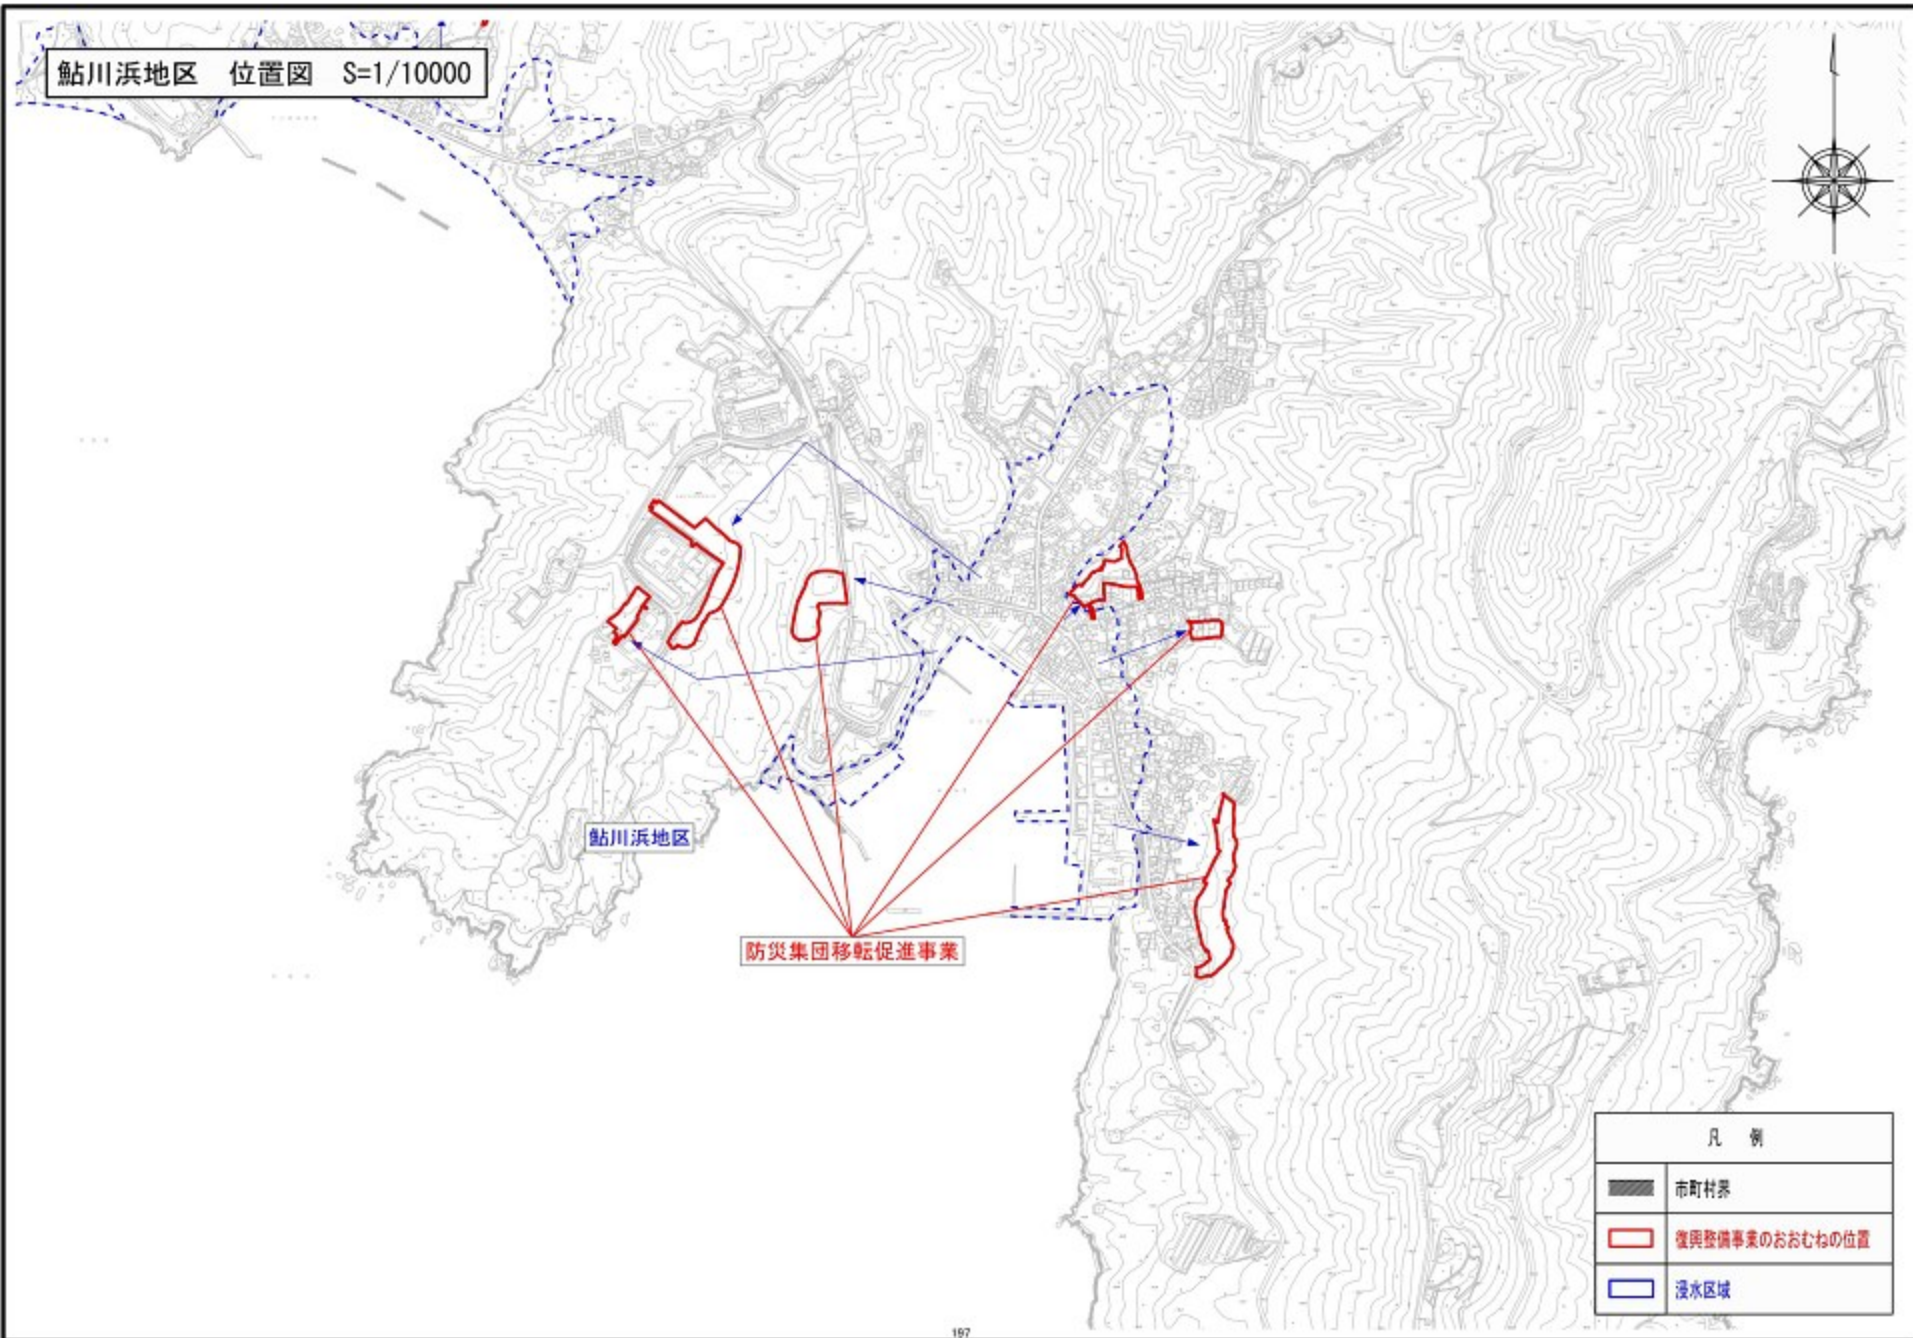 鮎川浜地区　位置図　S=1/10000
鮎川浜地区
防災集団移転促進事業
凡　例
市町村界
復興整備事業のおおむねの位置
浸水区域
197